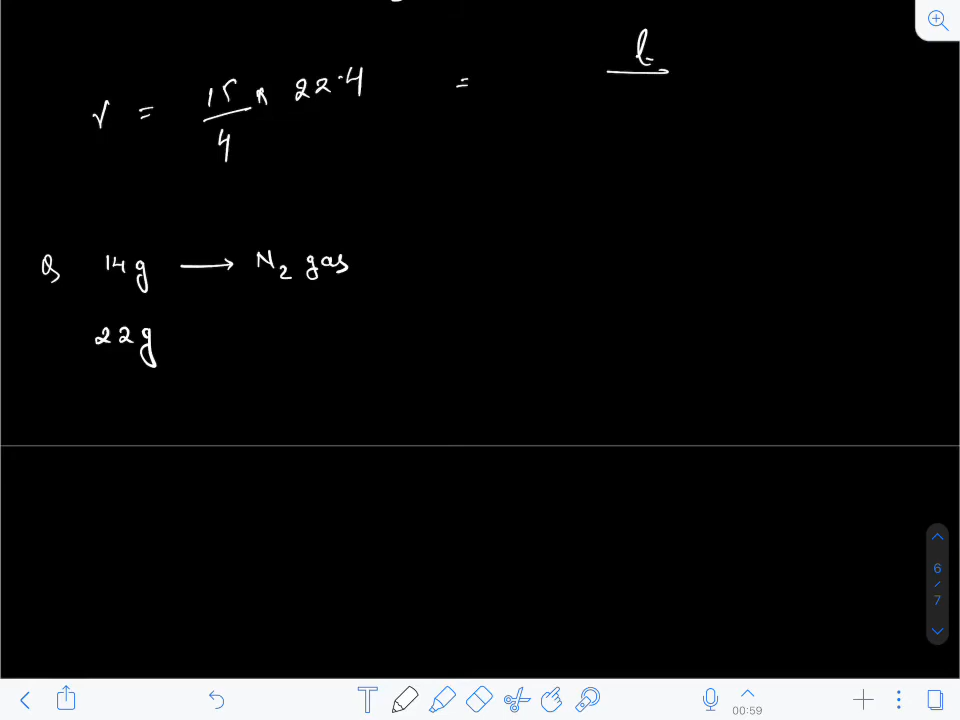 L
V = 15/4 × 22.4 =
Q 14g → N2 gas
22g
6
/
7
T
00:59